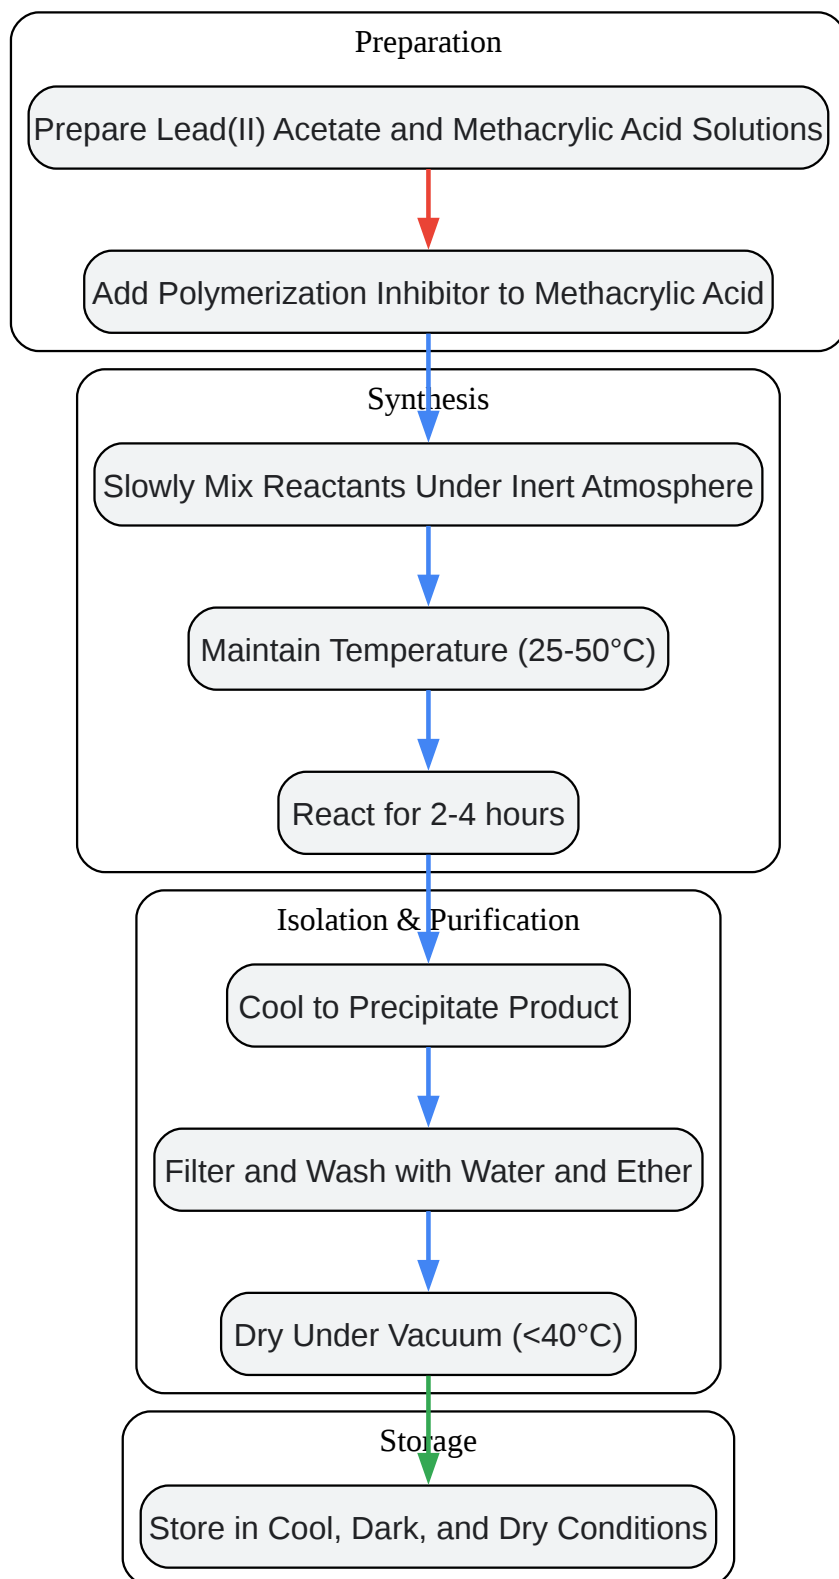 Preparation
Prepare Lead(II) Acetate and Methacrylic Acid Solutions
Add Polymerization Inhibitor to Methacrylic Acid
Synthesis
Slowly Mix Reactants Under Inert Atmosphere
Maintain Temperature (25-50°C)
React for 2-4 hours
Isolation & Purification
Cool to Precipitate Product
Filter and Wash with Water and Ether
Dry Under Vacuum (<40°C)
Storage
Store in Cool, Dark, and Dry Conditions